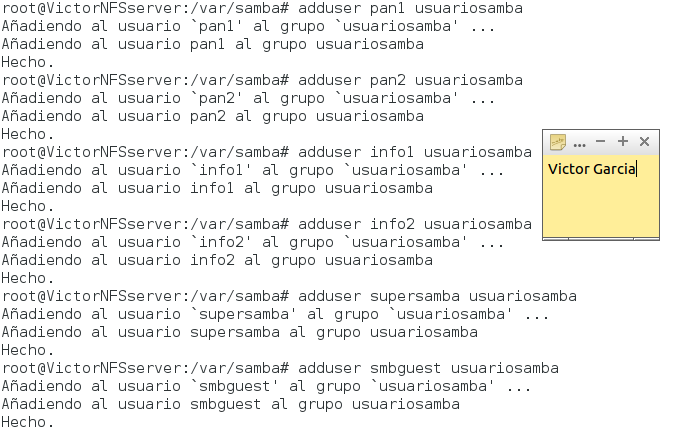 root@VictorNFSserver:/var/samba# adduser pan1 usuariosamba
Añadiendo al usuario `pan1' al grupo `usuariosamba' ...
Añadiendo al usuario pan1 al grupo usuariosamba
Hecho.
root@VictorNFSserver:/var/samba# adduser pan2 usuariosamba
Añadiendo al usuario `pan2' al grupo `usuariosamba' ...
Añadiendo al usuario pan2 al grupo usuariosamba
Hecho.
root@VictorNFSserver:/var/samba# adduser info1 usuariosamba
Añadiendo al usuario `info1' al grupo `usuariosamba' ...
Añadiendo al usuario info1 al grupo usuariosamba
Hecho.
root@VictorNFSserver:/var/samba# adduser info2 usuariosamba
Añadiendo al usuario `info2' al grupo `usuariosamba' ...
Añadiendo al usuario info2 al grupo usuariosamba
Hecho.
root@VictorNFSserver:/var/samba# adduser supersamba usuariosamba
Añadiendo al usuario `supersamba' al grupo `usuariosamba' ...
Añadiendo al usuario supersamba al grupo usuariosamba
Hecho.
root@VictorNFSserver:/var/samba# adduser smbguest usuariosamba
Añadiendo al usuario `smbguest' al grupo `usuariosamba' ...
Añadiendo al usuario smbguest al grupo usuariosamba
Hecho.
...
Victor Garcia